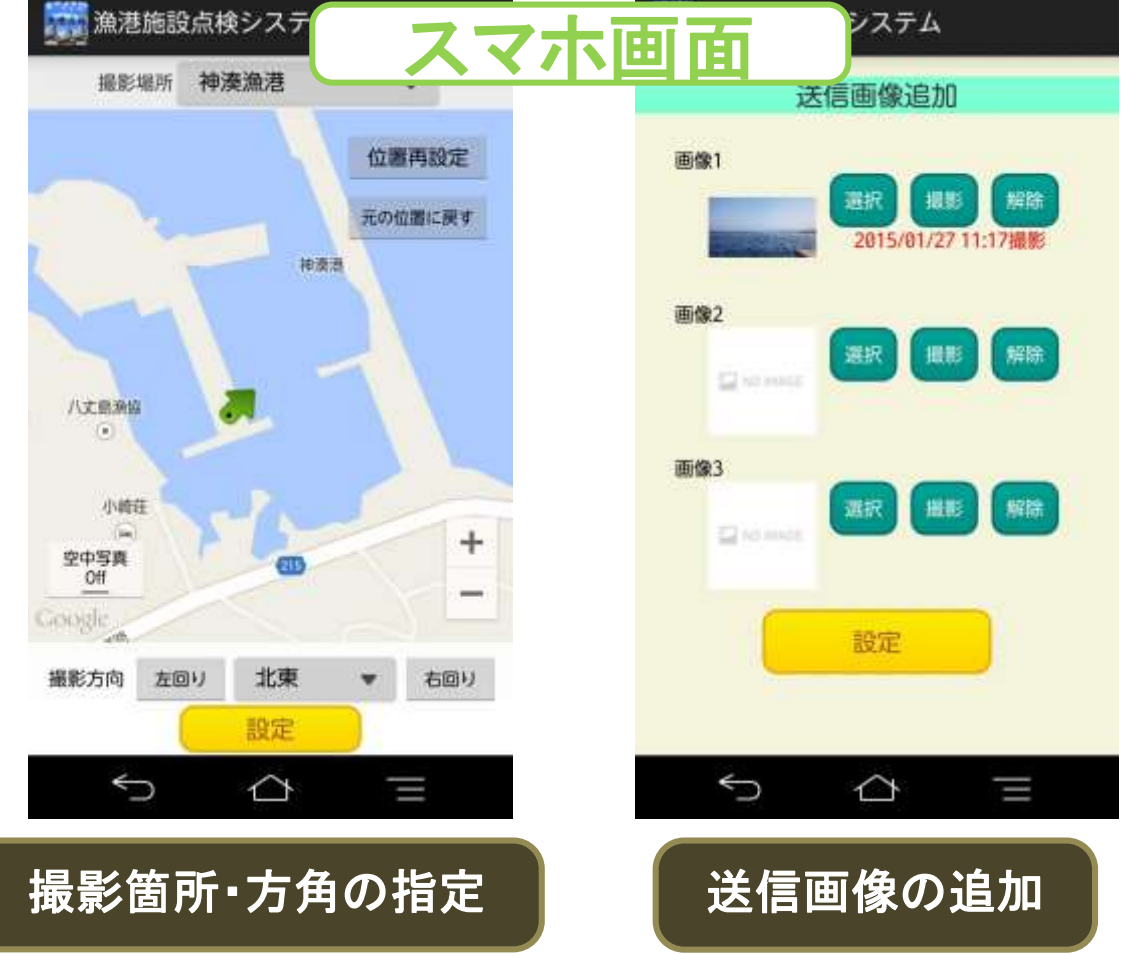 スマホ画面
漁港施設点検システ
撮影場所 神湊漁港
位置再設定
元の位置に戻す
神湊港
八丈島漁協
小崎荘
空中写真
Off
215
+
−
Google
撮影方向 左回り 北東 右回り
設定
撮影箇所・方角の指定
システム
送信画像追加
画像1
選択 撮影 解除
2015/01/27 11:17撮影
画像2
NO IMAGE
選択 撮影 解除
画像3
NO IMAGE
選択 撮影 解除
設定
送信画像の追加